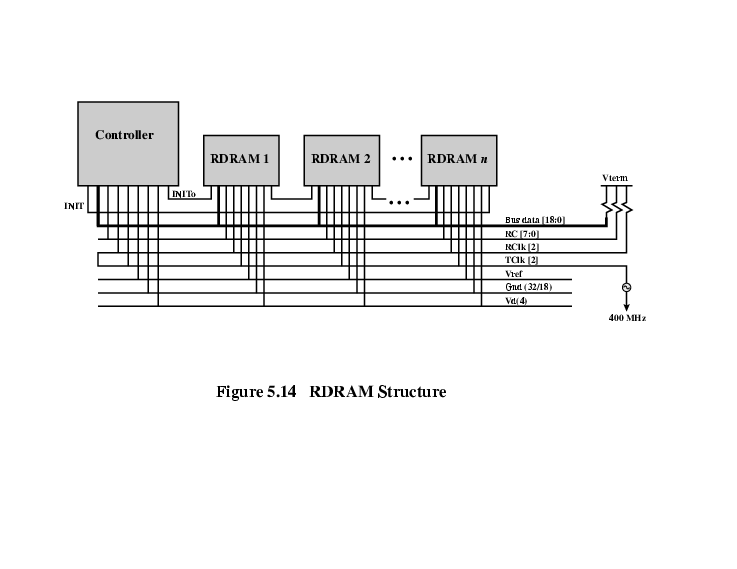 Controller
RDRAM 1
RDRAM 2
• • •
RDRAM n
Vterm
INITo
INIT
• • •
Bus data [18:0]
RC [7:0]
RClk [2]
TClk [2]
Vref
Gnd (32/18)
Vd(4)
400 MHz
Figure 5.14 RDRAM Structure